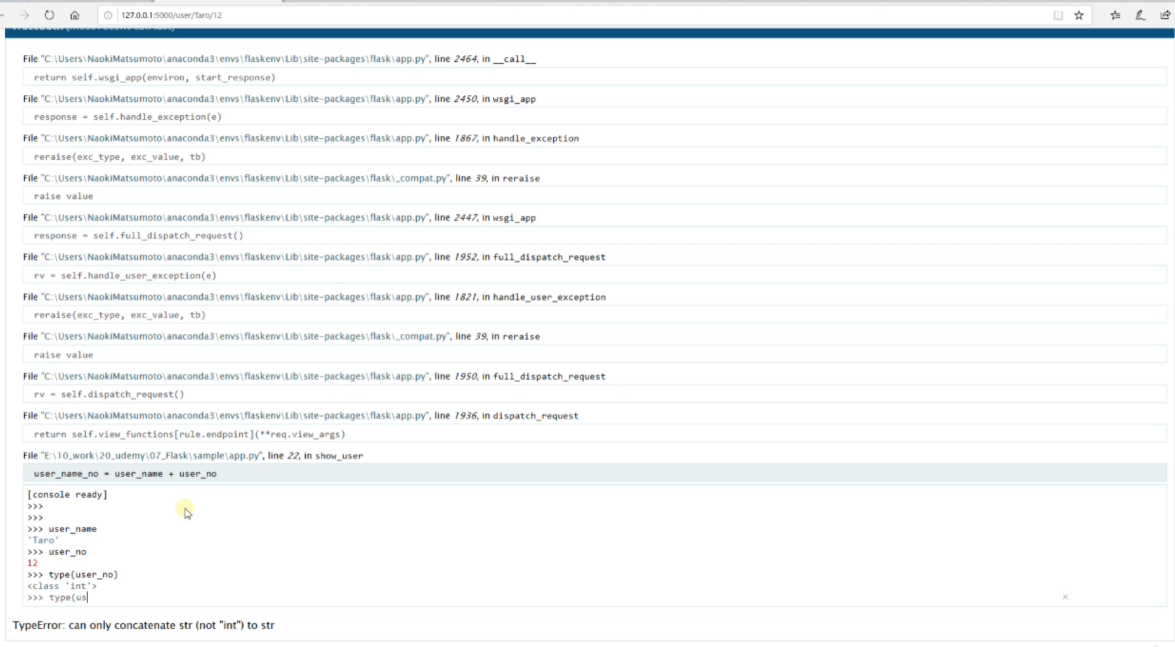 127.0.0.1:5000/user/Taro/12
File "C:\Users\NaokiMatsumoto\anaconda3\envs\flaskenv\Lib\site-packages\flask\app.py", line 2464, in __call__
return self.wsgi_app(environ, start_response)
File "C:\Users\NaokiMatsumoto\anaconda3\envs\flaskenv\Lib\site-packages\flask\app.py", line 2450, in wsgi_app
response = self.handle_exception(e)
File "C:\Users\NaokiMatsumoto\anaconda3\envs\flaskenv\Lib\site-packages\flask\app.py", line 1867, in handle_exception
reraise(exc_type, exc_value, tb)
File "C:\Users\NaokiMatsumoto\anaconda3\envs\flaskenv\Lib\site-packages\flask\_compat.py", line 39, in reraise
raise value
File "C:\Users\NaokiMatsumoto\anaconda3\envs\flaskenv\Lib\site-packages\flask\app.py", line 2447, in wsgi_app
response = self.full_dispatch_request()
File "C:\Users\NaokiMatsumoto\anaconda3\envs\flaskenv\Lib\site-packages\flask\app.py", line 1952, in full_dispatch_request
rv = self.handle_user_exception(e)
File "C:\Users\NaokiMatsumoto\anaconda3\envs\flaskenv\Lib\site-packages\flask\app.py", line 1821, in handle_user_exception
reraise(exc_type, exc_value, tb)
File "C:\Users\NaokiMatsumoto\anaconda3\envs\flaskenv\Lib\site-packages\flask\_compat.py", line 39, in reraise
raise value
File "C:\Users\NaokiMatsumoto\anaconda3\envs\flaskenv\Lib\site-packages\flask\app.py", line 1950, in full_dispatch_request
rv = self.dispatch_request()
File "C:\Users\NaokiMatsumoto\anaconda3\envs\flaskenv\Lib\site-packages\flask\app.py", line 1936, in dispatch_request
return self.view_functions[rule.endpoint](**req.view_args)
File "E:\10_work\20_udemy\07_Flask\sample\app.py", line 22, in show_user
user_name_no = user_name + user_no
[console ready]
>>>
>>>
>>> user_name
'Taro'
>>> user_no
12
>>> type(user_no)
<class 'int'>
>>> type(us
TypeError: can only concatenate str (not "int") to str